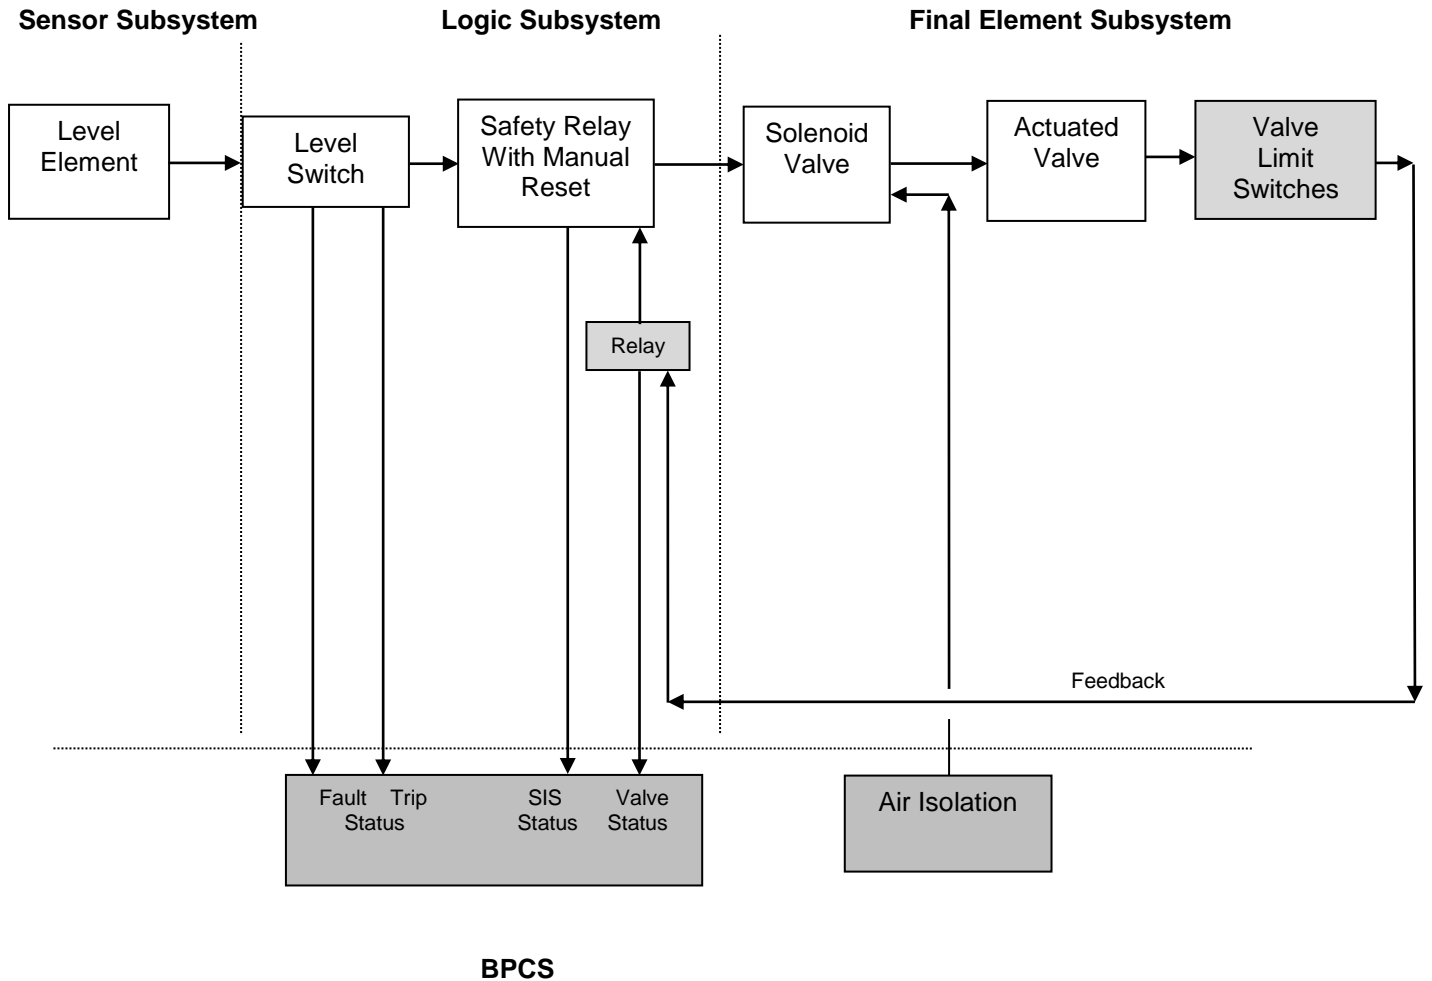 Sensor Subsystem
Logic Subsystem
Final Element Subsystem
Level
Element
Level
Switch
Safety Relay
With Manual
Reset
Solenoid
Valve
Actuated
Valve
Valve
Limit
Switches
Relay
Feedback
Fault Trip
Status
SIS
Status
Valve
Status
Air Isolation
BPCS